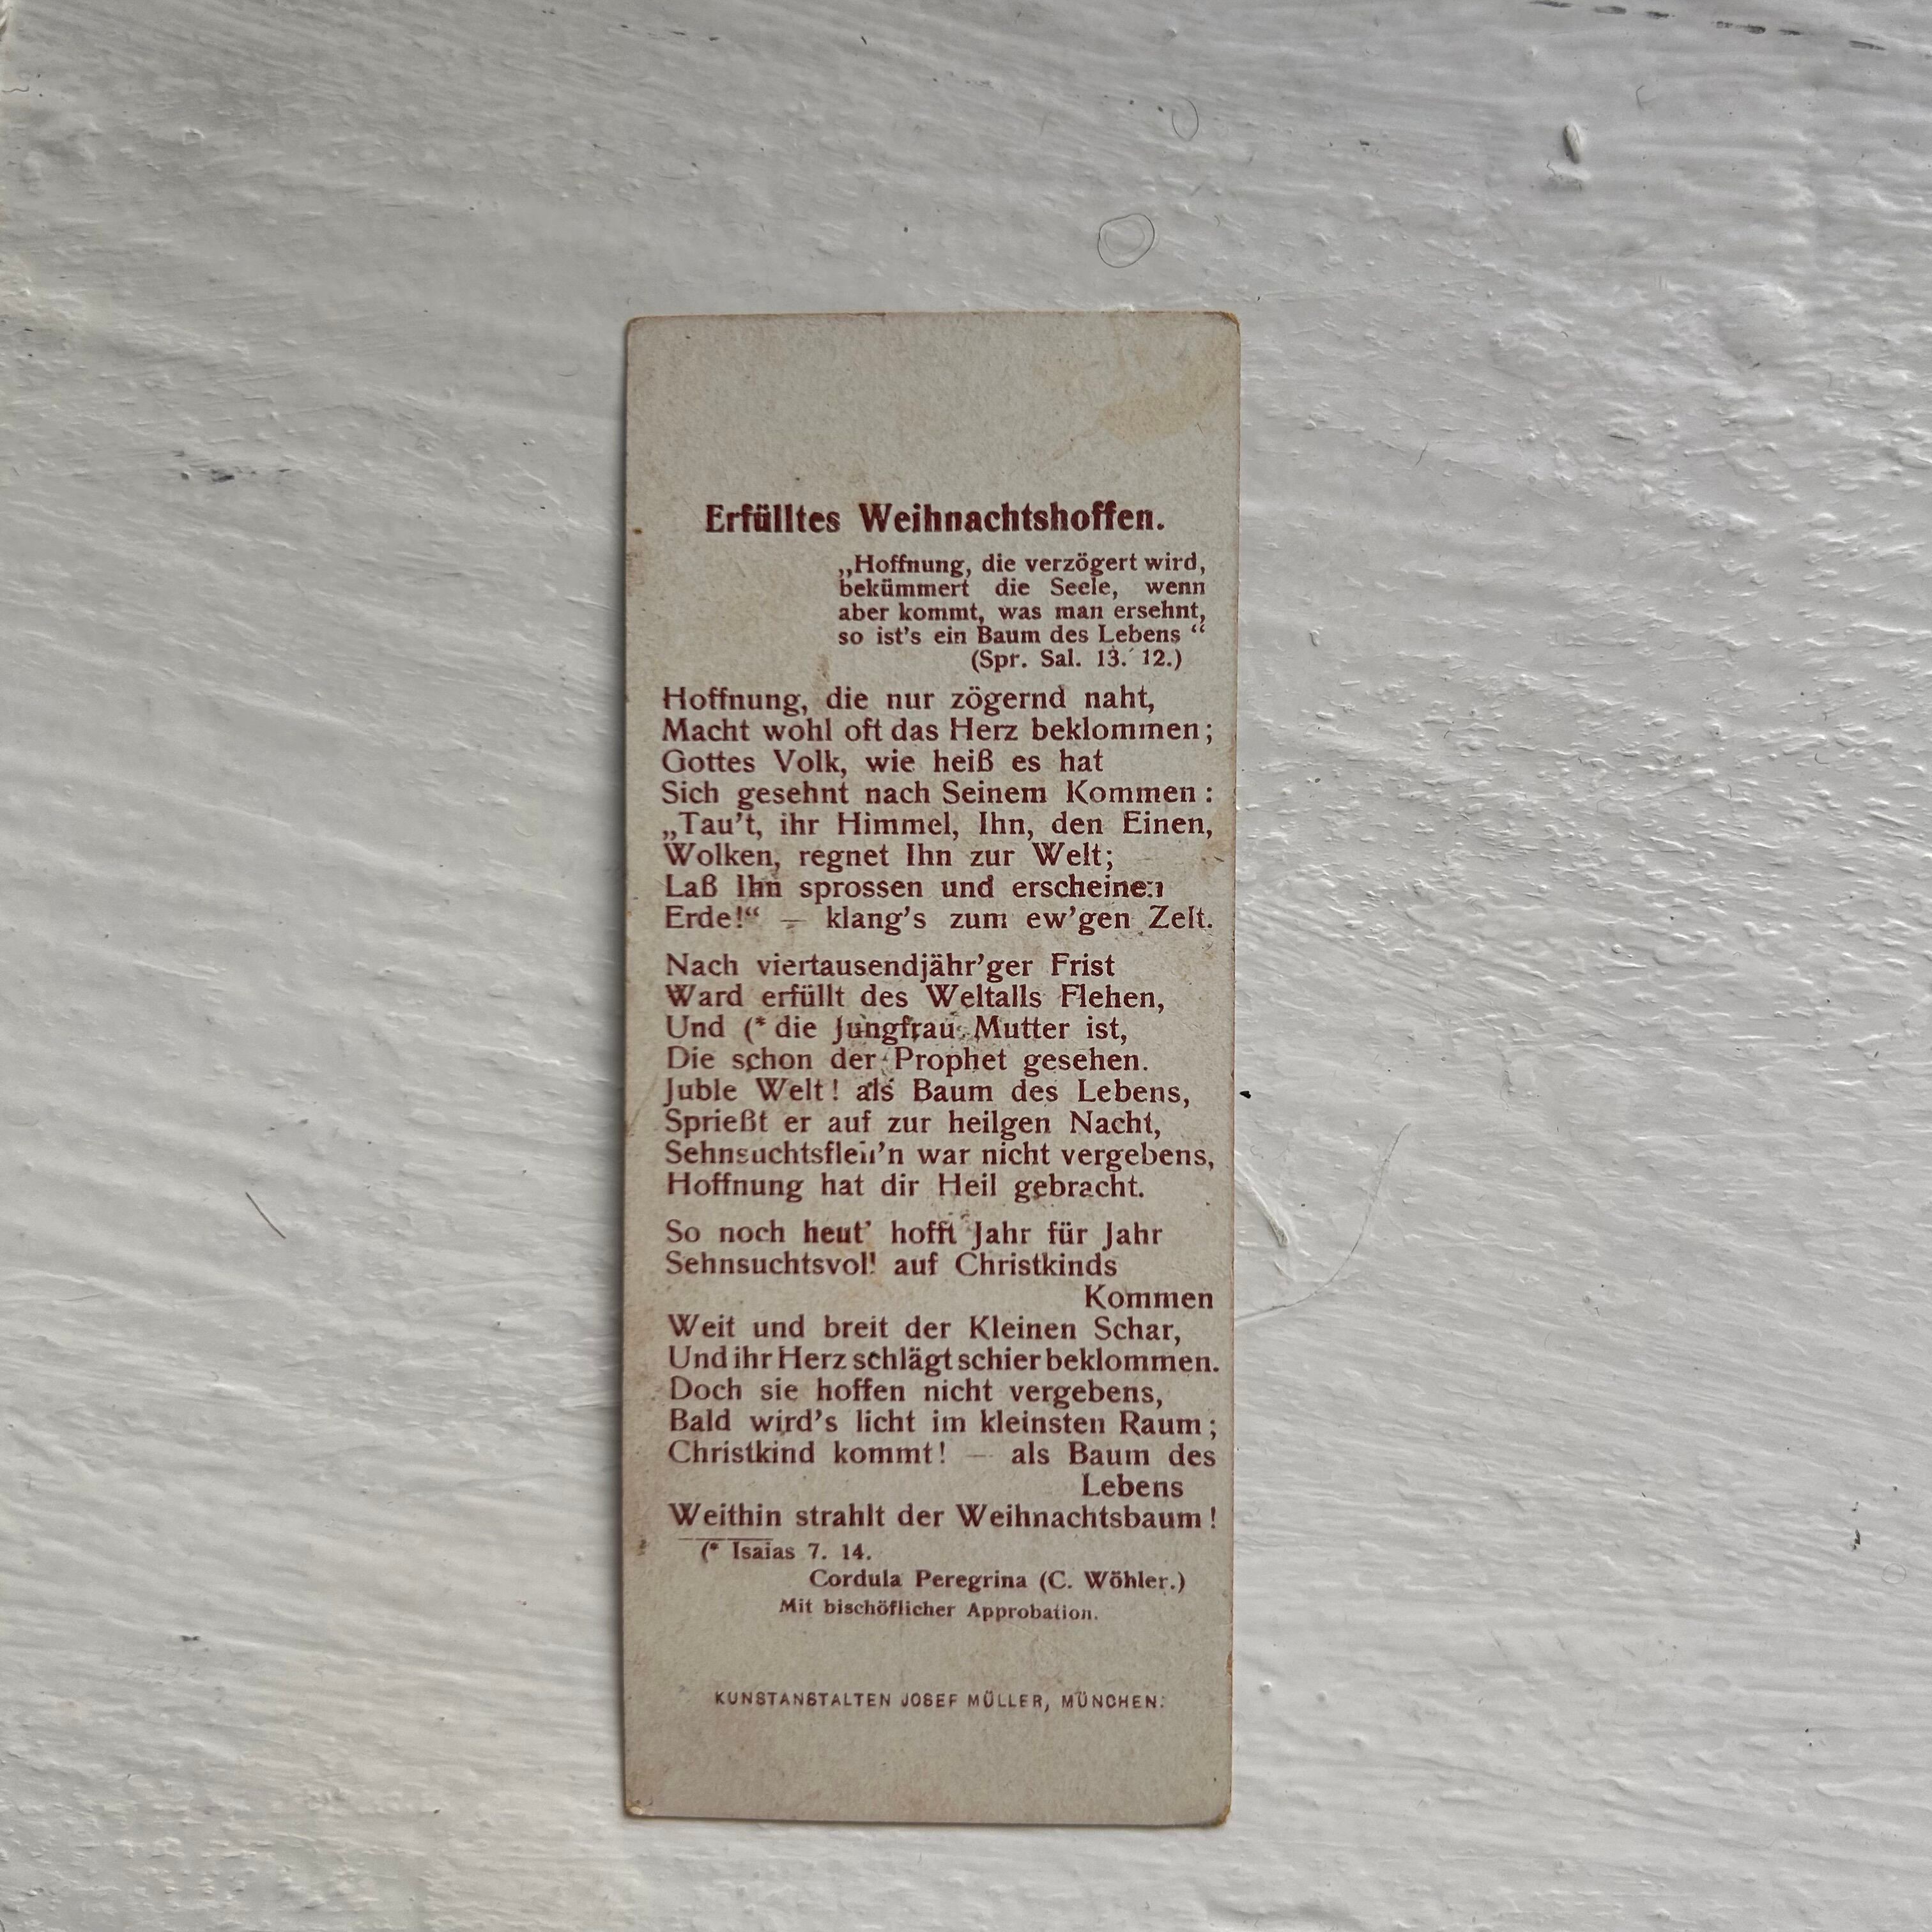 Erfülltes Weihnachtshoffen.
„Hoffnung, die verzögert wird,
bekümmert die Seele, wenn
aber kommt, was man ersehnt,
so ist's ein Baum des Lebens “
(Spr. Sal. 13. 12.)
Hoffnung, die nur zögernd naht,
Macht wohl oft das Herz beklommen;
Gottes Volk, wie heiß es hat
Sich gesehnt nach Seinem Kommen:
„Tau't, ihr Himmel, Ihn, den Einen,
Wolken, regnet Ihn zur Welt;
Laß Ihn sprossen und erscheinen
Erde!“ — klang's zum ew'gen Zelt.
Nach viertausendjähr'ger Frist
Ward erfüllt des Weltalls Flehen,
Und (* die Jungfrau Mutter ist,
Die schon der Prophet gesehen.
Juble Welt! als Baum des Lebens,
Sprießt er auf zur heilgen Nacht,
Sehnsuchtsfleh'n war nicht vergebens,
Hoffnung hat dir Heil gebracht.
So noch heut' hofft Jahr für Jahr
Sehnsuchtsvoll auf Christkinds
Kommen
Weit und breit der Kleinen Schar,
Und ihr Herz schlägt schier beklommen.
Doch sie hoffen nicht vergebens,
Bald wird's licht im kleinsten Raum;
Christkind kommt! — als Baum des
Lebens
Weithin strahlt der Weihnachtsbaum!
(* Isaias 7. 14.
Cordula Peregrina (C. Wöhler.)
Mit bischöflicher Approbation.
KUNSTANSTALTEN JOSEF MÜLLER, MÜNCHEN.